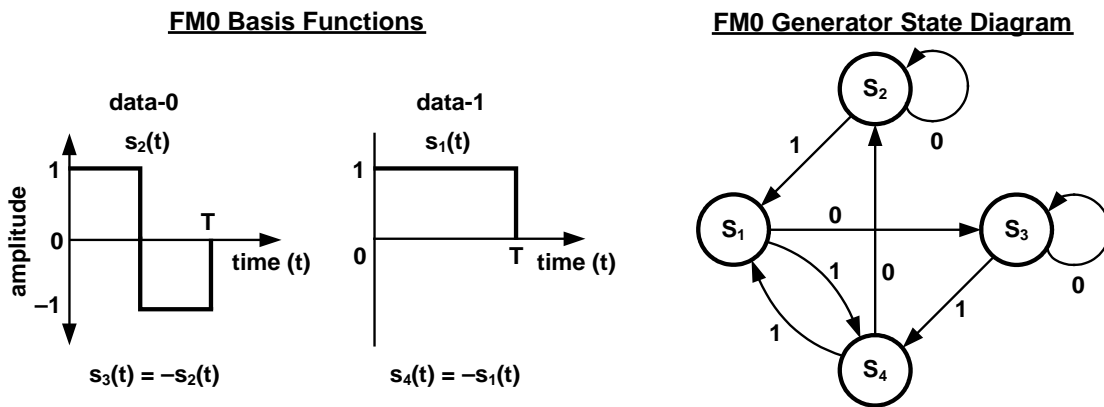 FM0 Basis Functions
data-0
data-1
s₂(t)
s₁(t)
amplitude
1
0
–1
T
time (t)
1
0
T
time (t)
s₃(t) = –s₂(t)
s₄(t) = –s₁(t)
FM0 Generator State Diagram
S₂
0
1
S₁
0
S₃
0
1
1
0
1
S₄